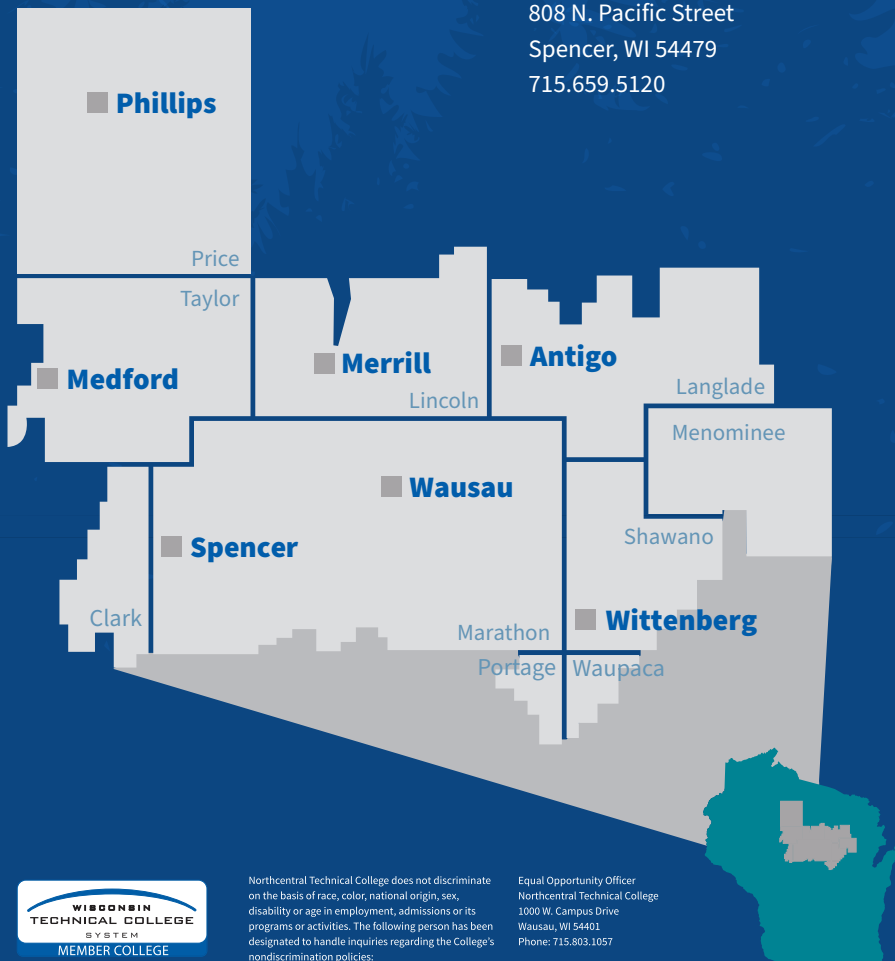 808 N. Pacific Street
Spencer, WI 54479
715.659.5120
Phillips
Price
Taylor
Medford
Merrill
Lincoln
Antigo
Langlade
Menominee
Wausau
Spencer
Shawano
Clark
Wittenberg
Marathon
Portage
Waupaca
WISCONSIN
TECHNICAL COLLEGE
SYSTEM
MEMBER COLLEGE
Northcentral Technical College does not discriminate
on the basis of race, color, national origin, sex,
disability or age in employment, admissions or its
programs or activities. The following person has been
designated to handle inquiries regarding the College's
nondiscrimination policies:
Equal Opportunity Officer
Northcentral Technical College
1000 W. Campus Drive
Wausau, WI 54401
Phone: 715.803.1057